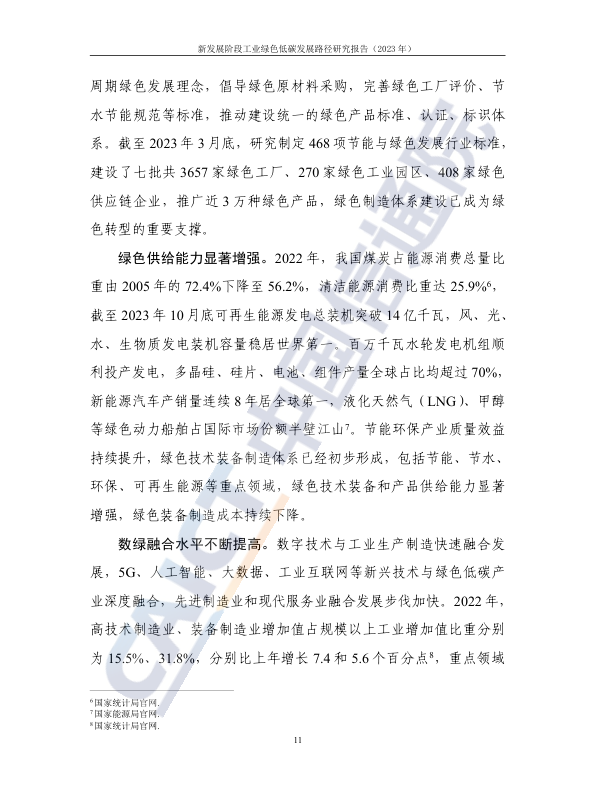 新发展阶段工业绿色低碳发展路径研究报告（2023 年）
周期绿色发展理念，倡导绿色原材料采购，完善绿色工厂评价、节
水节能规范等标准，推动建设统一的绿色产品标准、认证、标识体
系。截至 2023 年 3 月底，研究制定 468 项节能与绿色发展行业标准，
建设了七批共 3657 家绿色工厂、270 家绿色工业园区、408 家绿色
供应链企业，推广近 3 万种绿色产品，绿色制造体系建设已成为绿
色转型的重要支撑。
绿色供给能力显著增强。2022 年，我国煤炭占能源消费总量比
重由 2005 年的 72.4%下降至 56.2%，清洁能源消费比重达 25.9%⁶，
截至 2023 年 10 月底可再生能源发电总装机突破 14 亿千瓦，风、光、
水、生物质发电装机容量稳居世界第一。百万千瓦水轮发电机组顺
利投产发电，多晶硅、硅片、电池、组件产量全球占比均超过 70%，
新能源汽车产销量连续 8 年居全球第一，液化天然气（LNG）、甲醇
等绿色动力船舶占国际市场份额半壁江山⁷。节能环保产业质量效益
持续提升，绿色技术装备制造体系已经初步形成，包括节能、节水、
环保、可再生能源等重点领域，绿色技术装备和产品供给能力显著
增强，绿色装备制造成本持续下降。
数绿融合水平不断提高。数字技术与工业生产制造快速融合发
展，5G、人工智能、大数据、工业互联网等新兴技术与绿色低碳产
业深度融合，先进制造业和现代服务业融合发展步伐加快。2022 年，
高技术制造业、装备制造业增加值占规模以上工业增加值比重分别
为 15.5%、31.8%，分别比上年增长 7.4 和 5.6 个百分点⁸，重点领域
⁶ 国家统计局官网.
⁷ 国家能源局官网.
⁸ 国家统计局官网.
11
CAICT 中国信通院